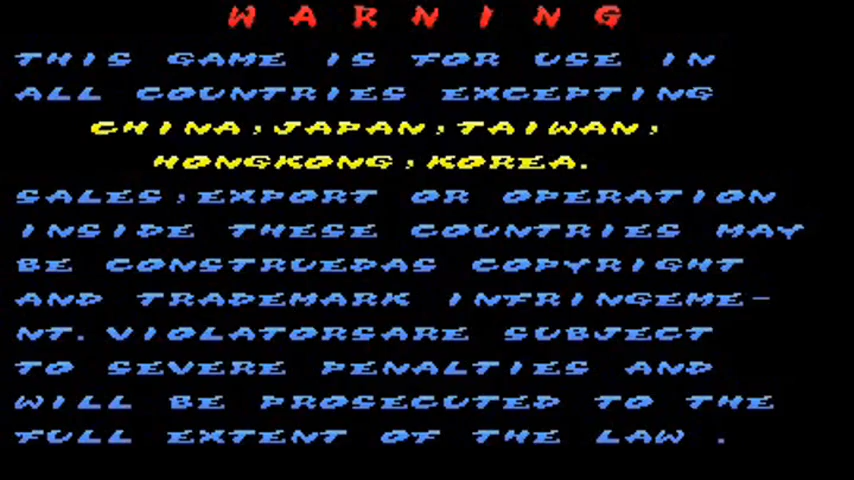 WARNING
THIS GAME IS FOR USE IN
ALL COUNTRIES EXCEPTING
CHINA,JAPAN,TAIWAN,
HONGKONG,KOREA.
SALES,EXPORT OR OPERATION
INSIDE THESE COUNTRIES MAY
BE CONSTRUEDAS COPYRIGHT
AND TRADEMARK INFRINGEME-
NT.VIOLATORSARE SUBJECT
TO SEVERE PENALTIES AND
WILL BE PROSECUTED TO THE
FULL EXTENT OF THE LAW .